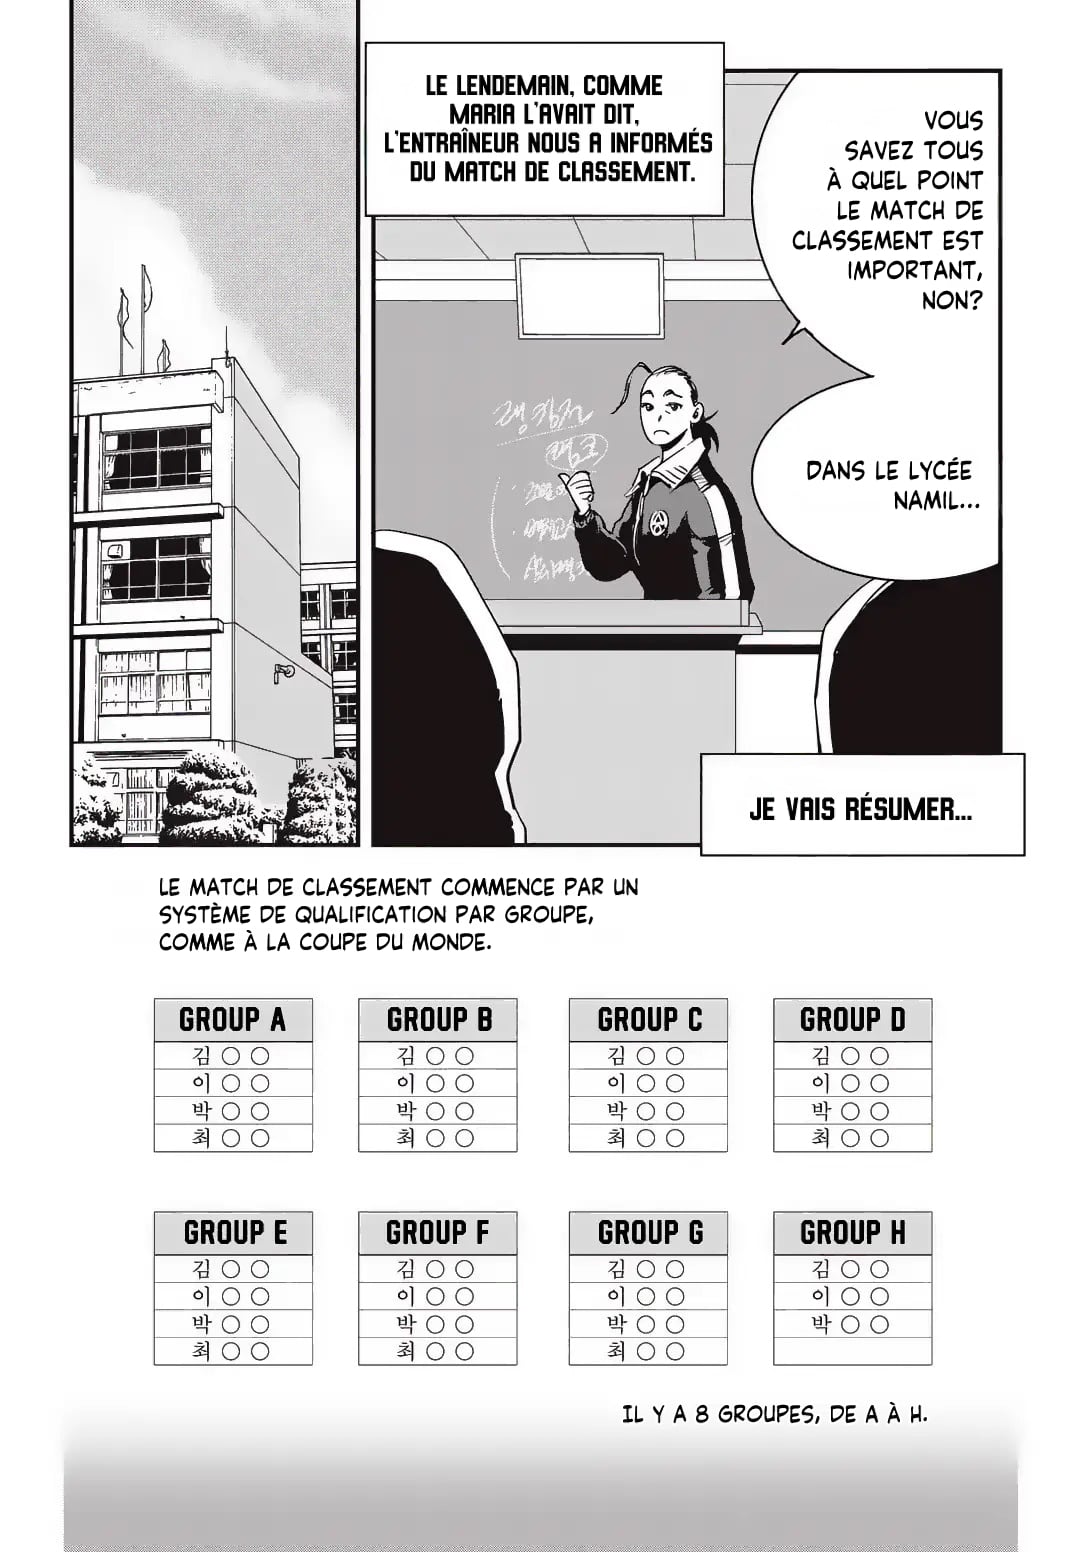 LE LENDEMAIN, COMME
MARIA L'AVAIT DIT,
L'ENTRAÎNEUR NOUS A INFORMÉS
DU MATCH DE CLASSEMENT.
VOUS
SAVEZ TOUS
À QUEL POINT
LE MATCH DE
CLASSEMENT EST
IMPORTANT,
NON?
랭킹전
DANS LE LYCÉE
NAMIL...
JE VAIS RÉSUMER...
LE MATCH DE CLASSEMENT COMMENCE PAR UN
SYSTÈME DE QUALIFICATION PAR GROUPE,
COMME À LA COUPE DU MONDE.
GROUP A
김 ○ ○
이 ○ ○
박 ○ ○
최 ○ ○
GROUP B
김 ○ ○
이 ○ ○
박 ○ ○
최 ○ ○
GROUP C
김 ○ ○
이 ○ ○
박 ○ ○
최 ○ ○
GROUP D
김 ○ ○
이 ○ ○
박 ○ ○
최 ○ ○
GROUP E
김 ○ ○
이 ○ ○
박 ○ ○
최 ○ ○
GROUP F
김 ○ ○
이 ○ ○
박 ○ ○
최 ○ ○
GROUP G
김 ○ ○
이 ○ ○
박 ○ ○
최 ○ ○
GROUP H
김 ○ ○
이 ○ ○
박 ○ ○
IL Y A 8 GROUPES, DE A À H.